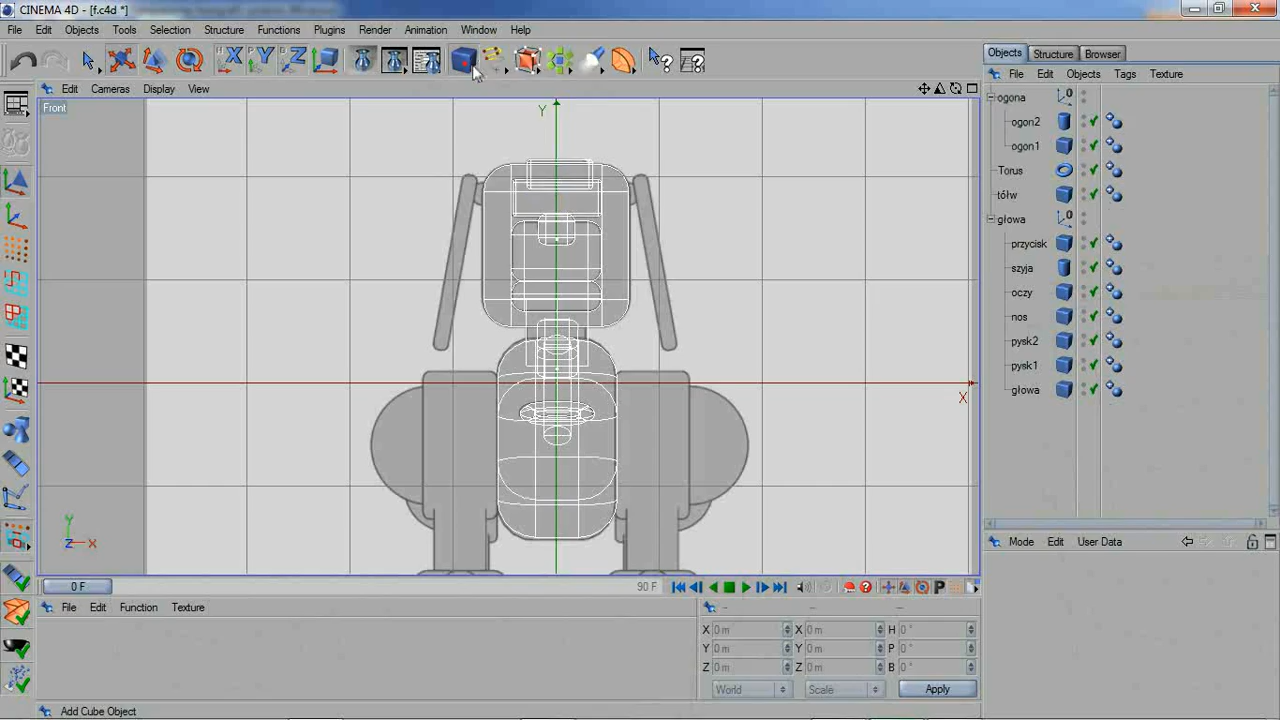 CINEMA 4D - [f.c4d *]
File Edit Objects Tools Selection Structure Functions Plugins Render Animation Window Help
X Y Z
Objects Structure Browser
Edit Cameras Display View
File Edit Objects Tags Texture
Front
Y
X
Y
Z X
ogona
ogon2
ogon1
Torus
tółw
głowa
przycisk
szyja
oczy
nos
pysk2
pysk1
głowa
Mode Edit User Data
0 F
90 F
P
File Edit Function Texture
-- -- --
X 0 m X 0 m H 0 °
Y 0 m Y 0 m P 0 °
Z 0 m Z 0 m B 0 °
World Scale Apply
Add Cube Object